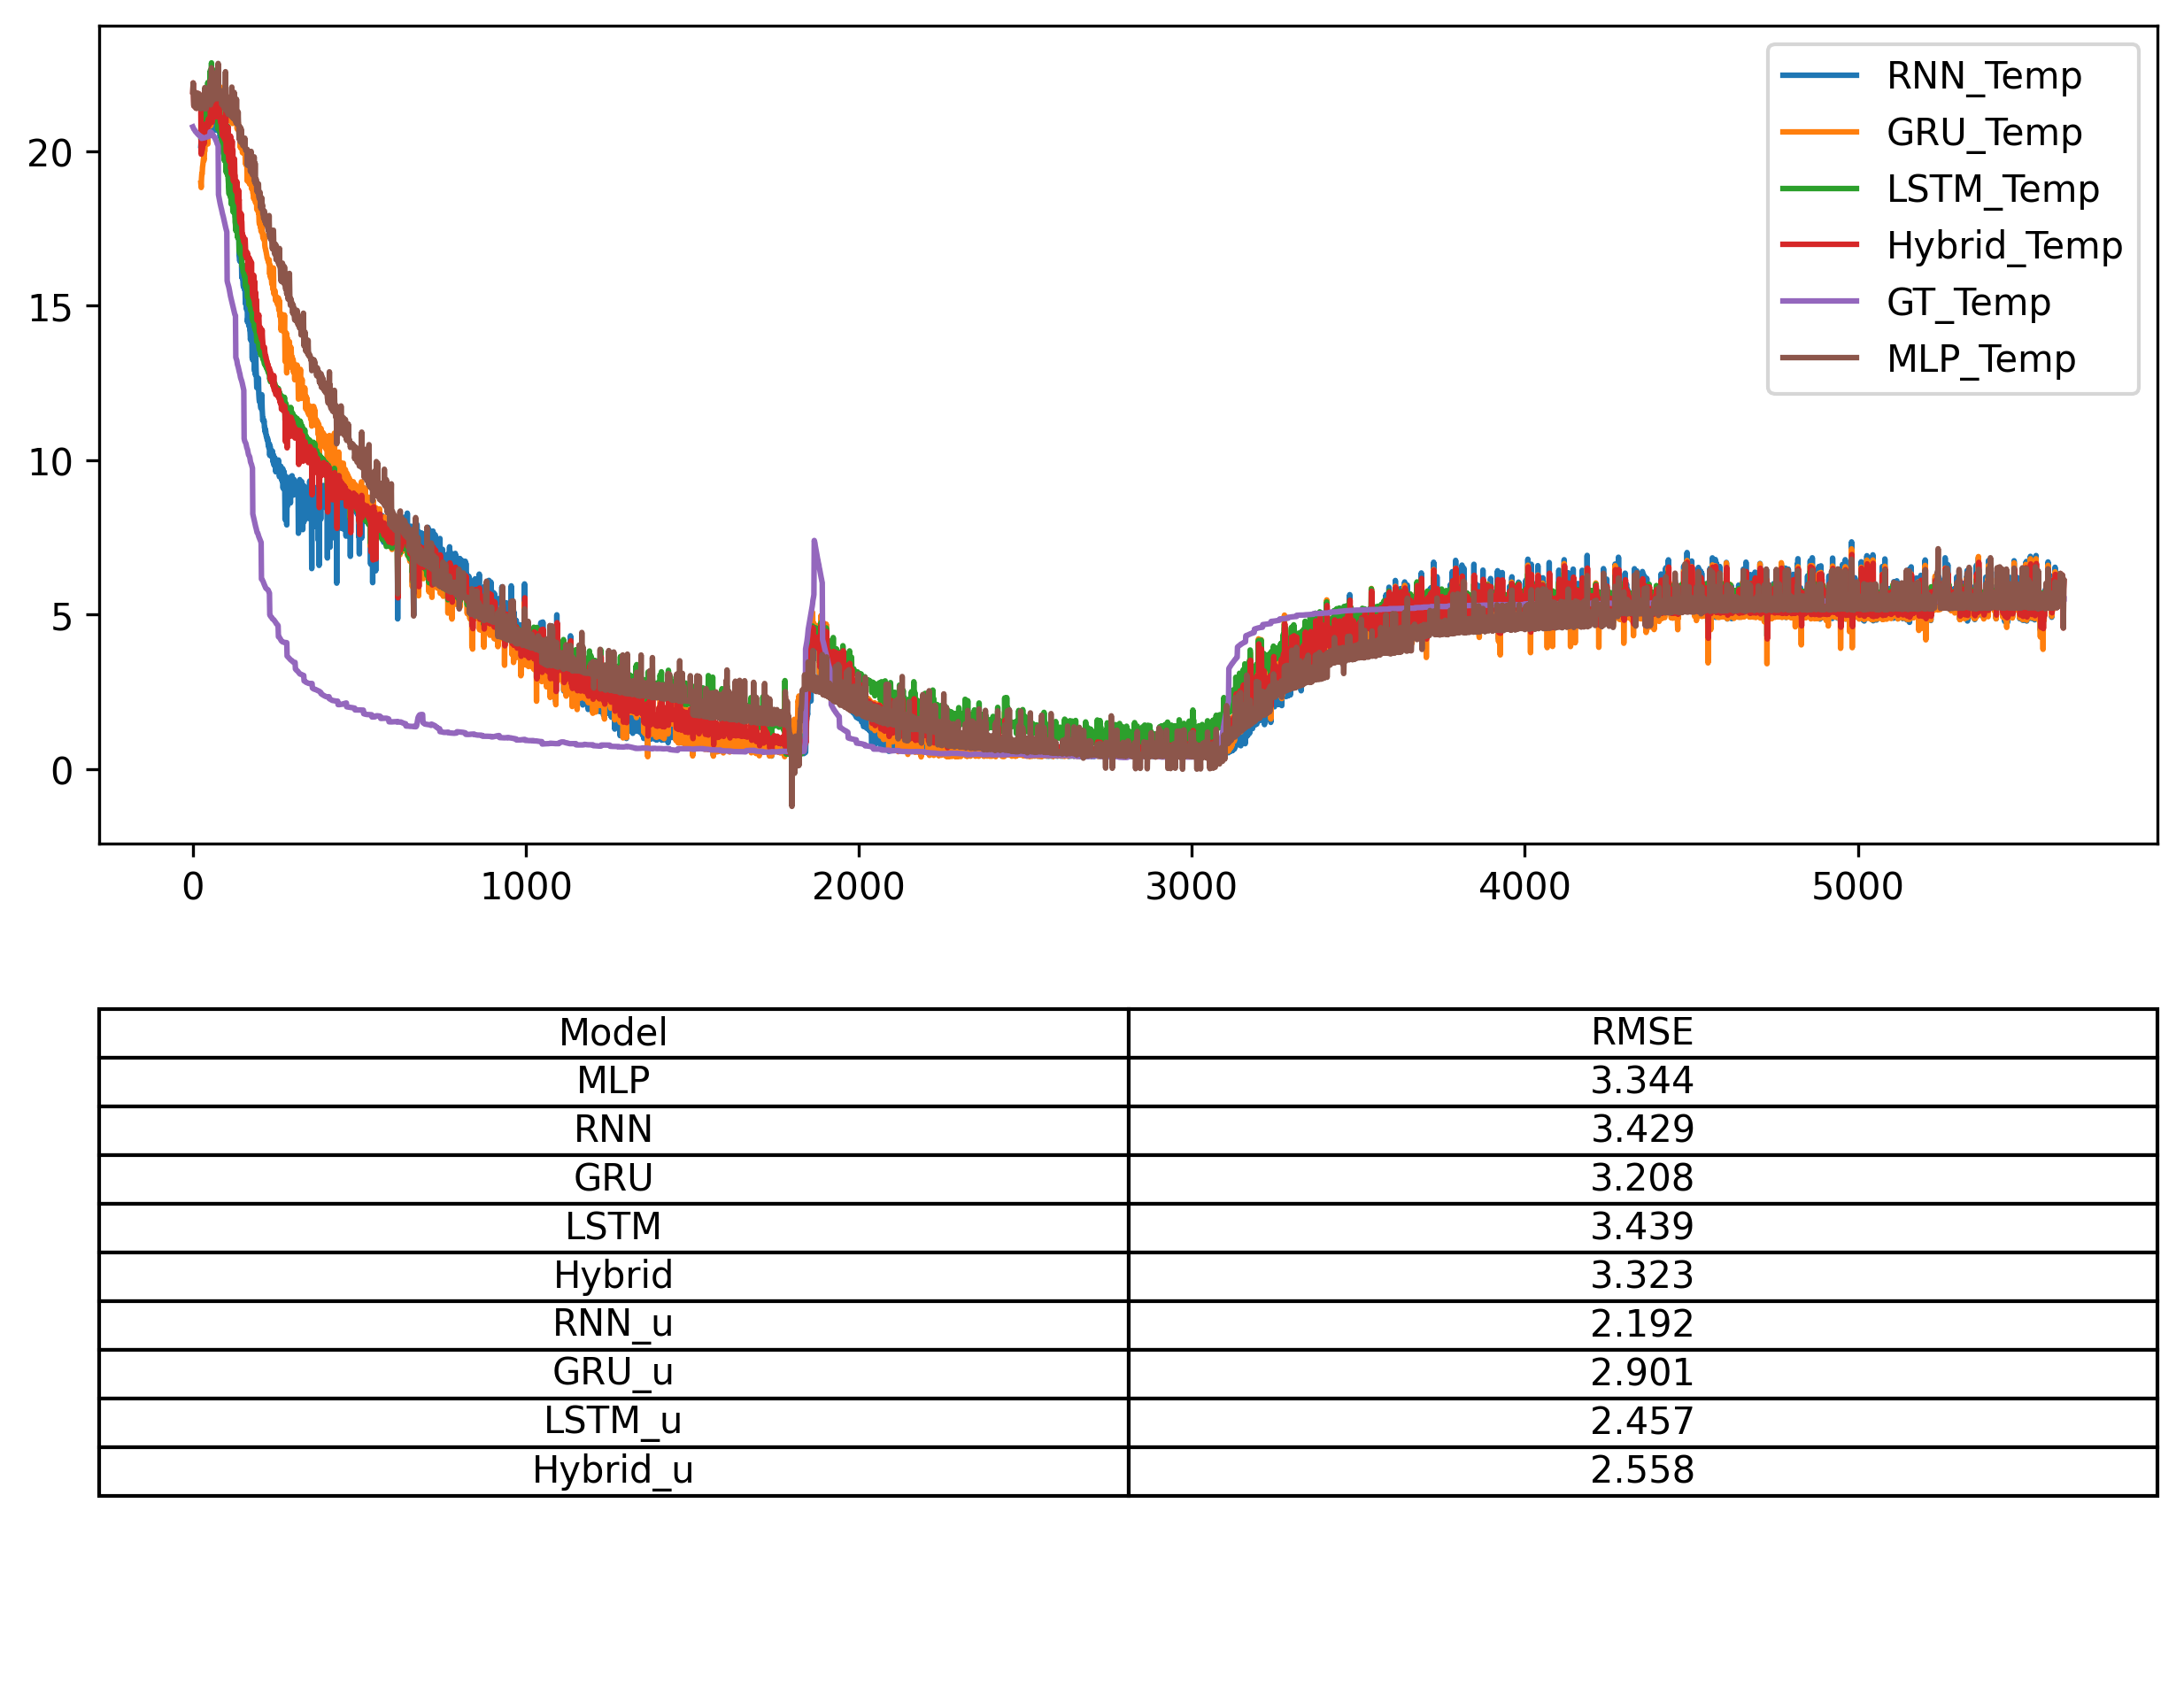 RNN_Temp
GRU_Temp
LSTM_Temp
Hybrid_Temp
GT_Temp
MLP_Temp
20
15
10
5
0
0 1000 2000 3000 4000 5000
Model RMSE
MLP 3.344
RNN 3.429
GRU 3.208
LSTM 3.439
Hybrid 3.323
RNN_u 2.192
GRU_u 2.901
LSTM_u 2.457
Hybrid_u 2.558